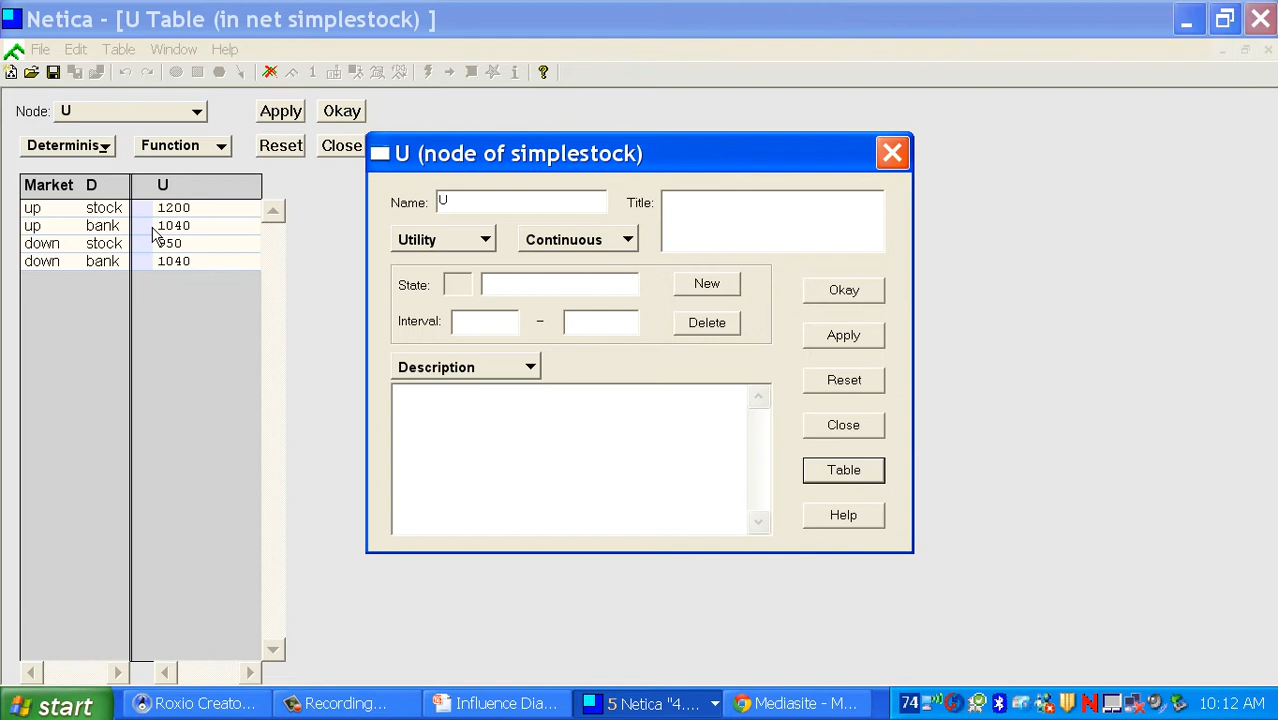 Netica - [U Table (in net simplestock) ]
File Edit Table Window Help
Node: U Apply Okay
Determinis Function Reset Close
Market D U
up stock 1200
up bank 1040
down stock 950
down bank 1040
U (node of simplestock)
Name: U Title:
Utility Continuous
State: New
Interval: - Delete
Description
Okay
Apply
Reset
Close
Table
Help
start Roxio Creato... Recording... Influence Dia... 5 Netica "4.... Mediasite - M... 74 10:12 AM